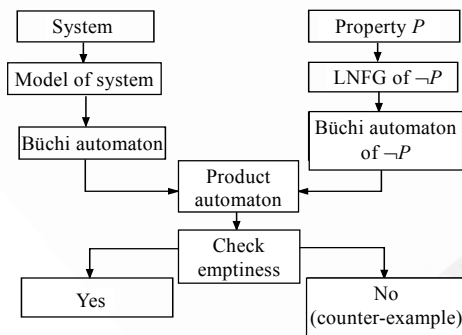 System
Property P
Model of system
LNFG of ¬P
Büchi automaton
Büchi automaton
of ¬P
Product
automaton
Check
emptiness
Yes
No
(counter-example)